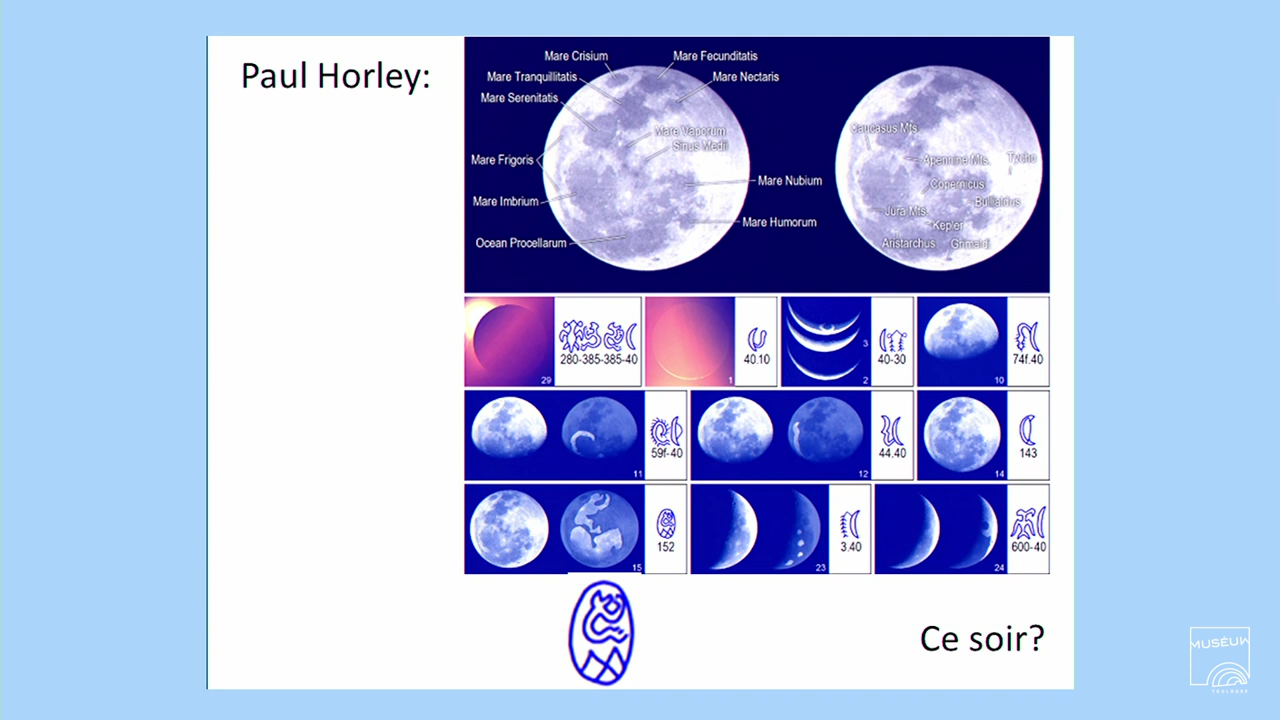 Paul Horley:
Mare Crisium
Mare Fecunditatis
Mare Tranquillitatis
Mare Nectaris
Mare Serenitatis
Mare Vaporum
Sinus Medii
Mare Frigoris
Mare Nubium
Mare Imbrium
Mare Humorum
Ocean Procellarum
Caucasus Mts.
Apennine Mts.
Tycho
Copernicus
Bullialdus
Jura Mts.
Kepler
Aristarchus
Grimaldi
29
280-385-385-40
1
40.10
3
2
40-30
10
74f.40
11
59f-40
12
44.40
14
143
15
152
23
3.40
24
600-40
Ce soir?
MUSÉUM
TOULOUSE